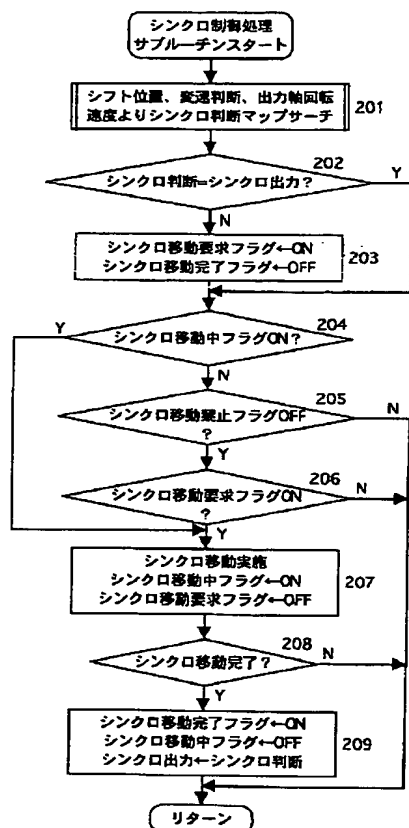 シンクロ制御処理
サブルーチンスタート
シフト位置、変速判断、出力軸回転
速度よりシンクロ判断マップサーチ
201
202
シンクロ判断=シンクロ出力?
Y
N
シンクロ移動要求フラグ←ON
シンクロ移動完了フラグ←OFF
203
204
Y
シンクロ移動中フラグON?
N
205
シンクロ移動禁止フラグOFF
?
N
Y
206
シンクロ移動要求フラグON
?
N
Y
シンクロ移動実施
シンクロ移動中フラグ←ON
シンクロ移動要求フラグ←OFF
207
208
シンクロ移動完了?
N
Y
シンクロ移動完了フラグ←ON
シンクロ移動中フラグ←OFF
シンクロ出力←シンクロ判断
209
リターン